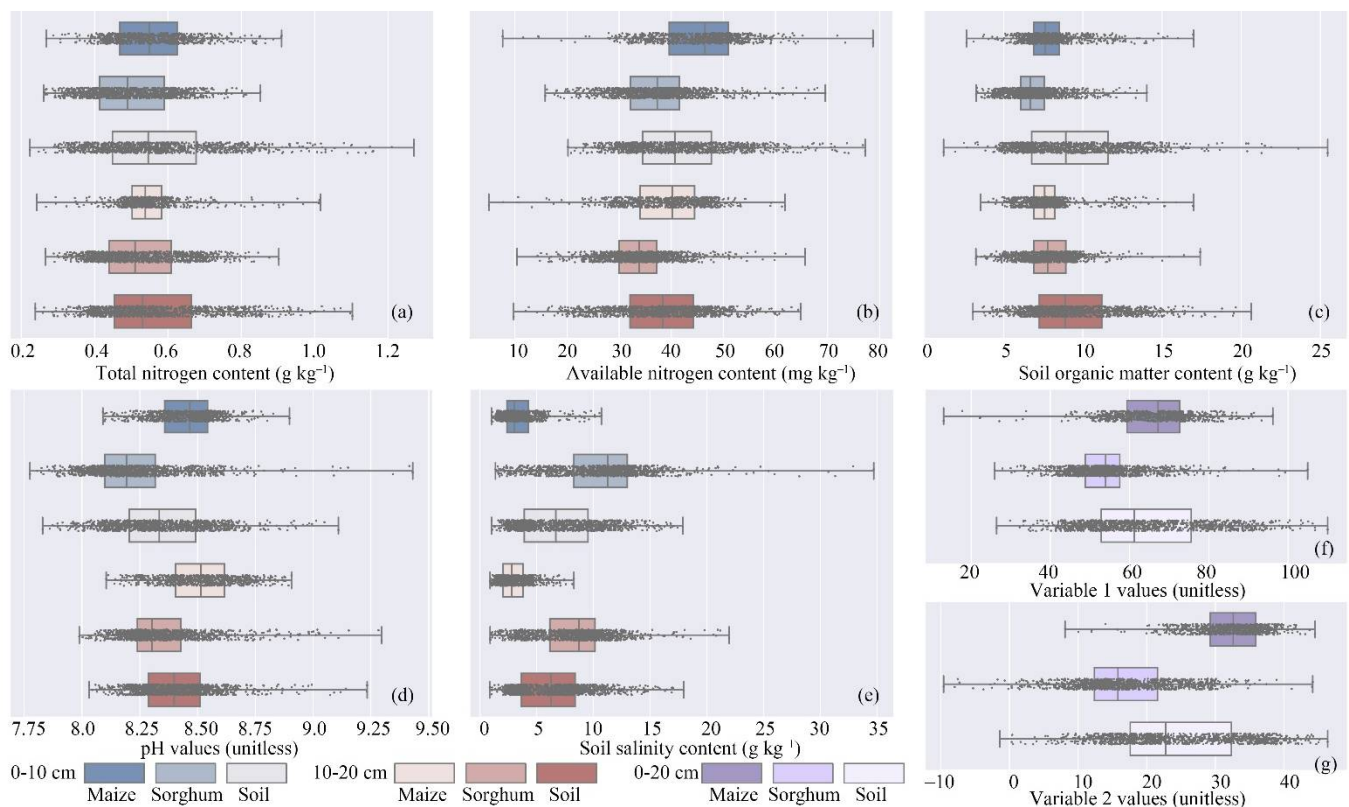 (a)
0.2 0.4 0.6 0.8 1.0 1.2
Total nitrogen content (g kg⁻¹)
(b)
10 20 30 40 50 60 70 80
Available nitrogen content (mg kg⁻¹)
(c)
0 5 10 15 20 25
Soil organic matter content (g kg⁻¹)
(d)
7.75 8.0 8.25 8.50 8.75 9.0 9.25 9.50
pH values (unitless)
(e)
0 5 10 15 20 25 30 35
Soil salinity content (g kg⁻¹)
(f)
20 40 60 80 100
Variable 1 values (unitless)
(g)
−10 0 10 20 30 40
Variable 2 values (unitless)
0-10 cm
Maize Sorghum Soil
10-20 cm
Maize Sorghum Soil
0-20 cm
Maize Sorghum Soil